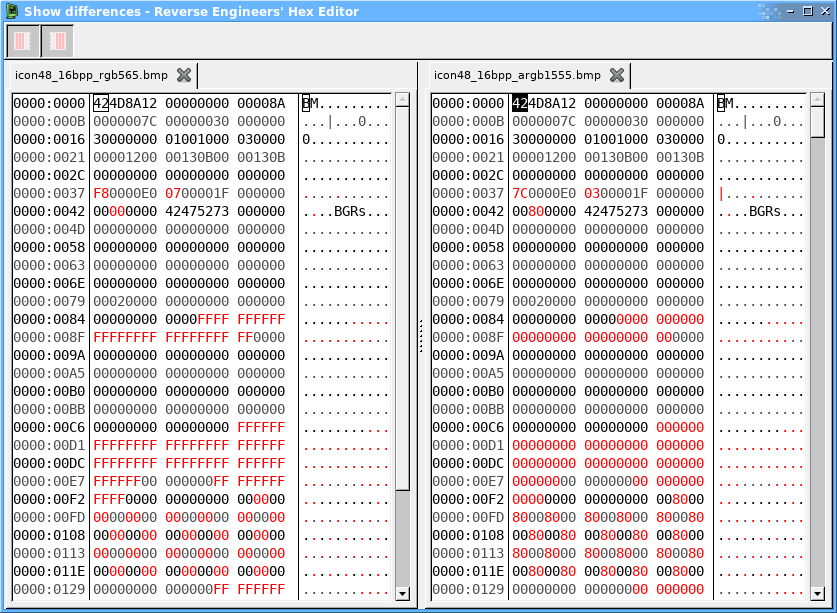 Show differences - Reverse Engineers' Hex Editor
icon48_16bpp_rgb565.bmp
0000:0000 424D8A12 00000000 00008A BM.........
0000:000B 0000007C 00000030 000000 ...|...0...
0000:0016 30000000 01001000 030000 0..........
0000:0021 00001200 00130B00 00130B ...........
0000:002C 00000000 00000000 000000 ...........
0000:0037 F80000E0 0700001F 000000 ...........
0000:0042 00000000 42475273 000000 ....BGRs...
0000:004D 00000000 00000000 000000 ...........
0000:0058 00000000 00000000 000000 ...........
0000:0063 00000000 00000000 000000 ...........
0000:006E 00000000 00000000 000000 ...........
0000:0079 00020000 00000000 000000 ...........
0000:0084 00000000 0000FFFF FFFFFF ...........
0000:008F FFFFFFFF FFFFFFFF FF0000 ...........
0000:009A 00000000 00000000 000000 ...........
0000:00A5 00000000 00000000 000000 ...........
0000:00B0 00000000 00000000 000000 ...........
0000:00BB 00000000 00000000 000000 ...........
0000:00C6 00000000 00000000 FFFFFF ...........
0000:00D1 FFFFFFFF FFFFFFFF FFFFFF ...........
0000:00DC FFFFFFFF FFFFFFFF FFFFFF ...........
0000:00E7 FFFFFF00 000000FF FFFFFF ...........
0000:00F2 FFFF0000 00000000 000000 ...........
0000:00FD 00000000 00000000 000000 ...........
0000:0108 00000000 00000000 000000 ...........
0000:0113 00000000 00000000 000000 ...........
0000:011E 00000000 00000000 000000 ...........
0000:0129 00000000 000000FF FFFFFF ...........
icon48_16bpp_argb1555.bmp
0000:0000 424D8A12 00000000 00008A BM.........
0000:000B 0000007C 00000030 000000 ...|...0...
0000:0016 30000000 01001000 030000 0..........
0000:0021 00001200 00130B00 00130B ...........
0000:002C 00000000 00000000 000000 ...........
0000:0037 7C0000E0 0300001F 000000 |..........
0000:0042 00800000 42475273 000000 ....BGRs...
0000:004D 00000000 00000000 000000 ...........
0000:0058 00000000 00000000 000000 ...........
0000:0063 00000000 00000000 000000 ...........
0000:006E 00000000 00000000 000000 ...........
0000:0079 00020000 00000000 000000 ...........
0000:0084 00000000 00000000 000000 ...........
0000:008F 00000000 00000000 000000 ...........
0000:009A 00000000 00000000 000000 ...........
0000:00A5 00000000 00000000 000000 ...........
0000:00B0 00000000 00000000 000000 ...........
0000:00BB 00000000 00000000 000000 ...........
0000:00C6 00000000 00000000 000000 ...........
0000:00D1 00000000 00000000 000000 ...........
0000:00DC 00000000 00000000 000000 ...........
0000:00E7 00000000 00000000 000000 ...........
0000:00F2 00000000 00000000 008000 ...........
0000:00FD 80008000 80008000 800080 ...........
0000:0108 00800080 00800080 008000 ...........
0000:0113 80008000 80008000 800080 ...........
0000:011E 00800080 00800080 008000 ...........
0000:0129 00000000 00000000 000000 ...........